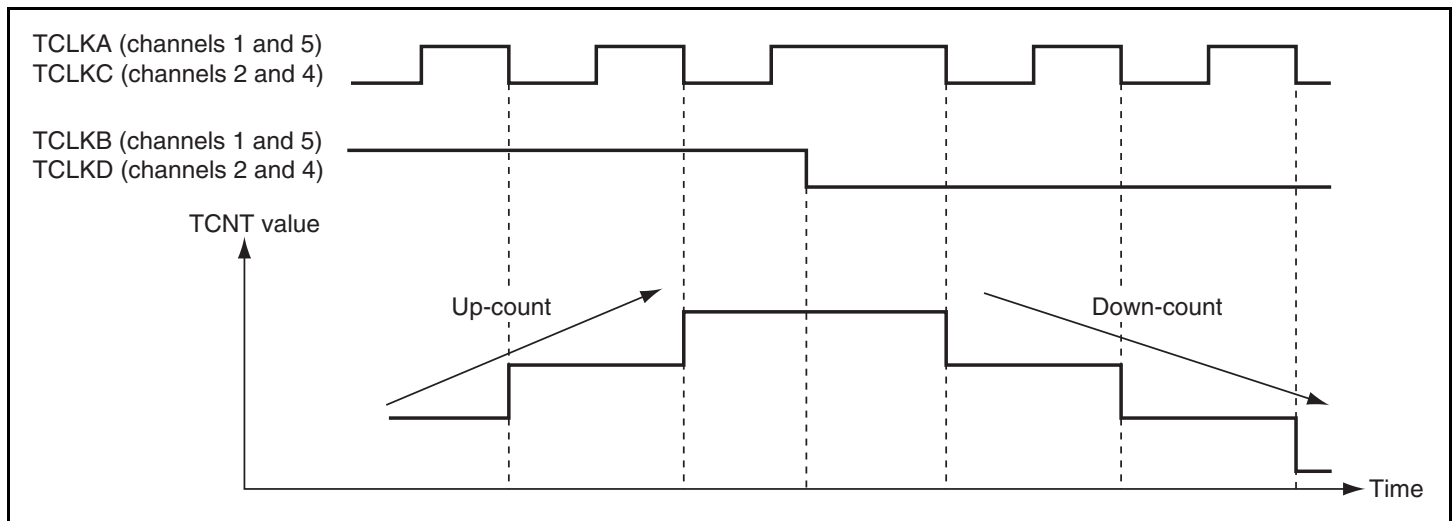 TCLKA (channels 1 and 5)
TCLKC (channels 2 and 4)
TCLKB (channels 1 and 5)
TCLKD (channels 2 and 4)
TCNT value
Up-count
Down-count
Time